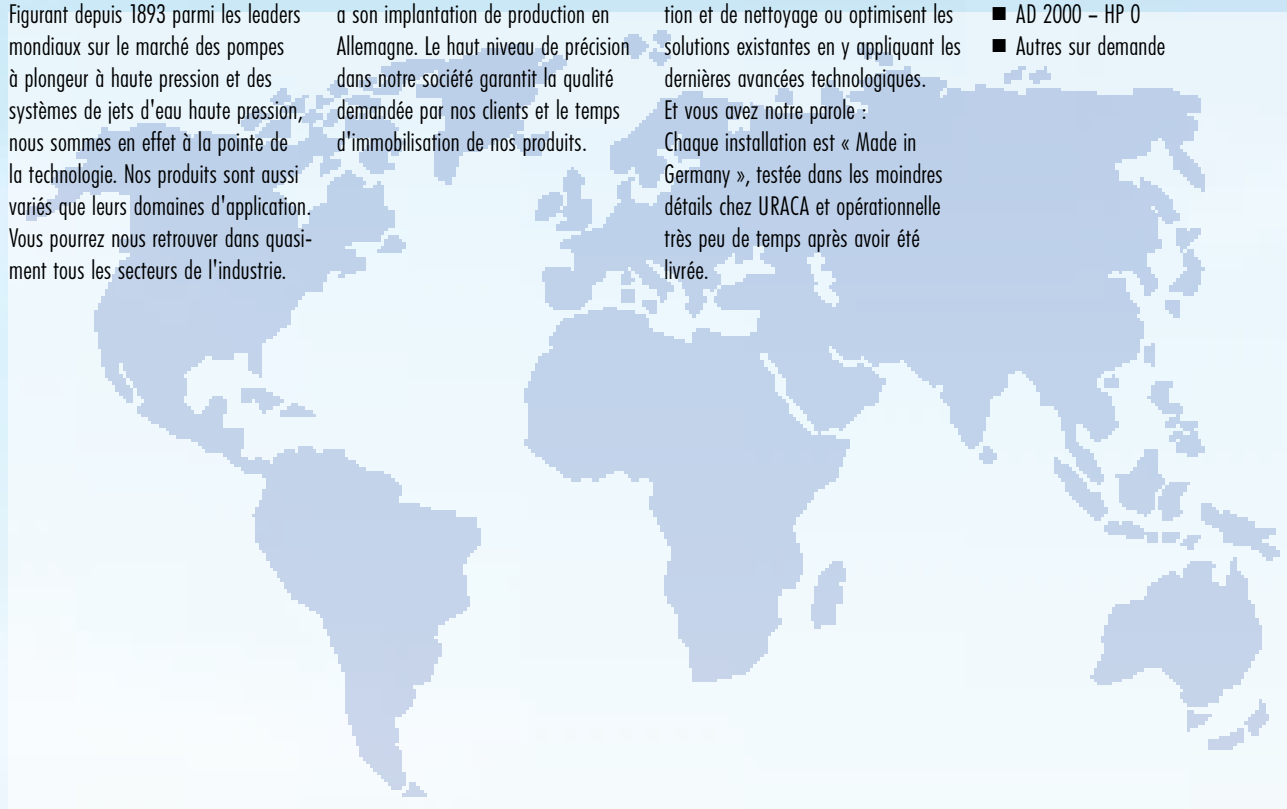 Figurant depuis 1893 parmi les leaders
mondiaux sur le marché des pompes
à plongeur à haute pression et des
systèmes de jets d'eau haute pression,
nous sommes en effet à la pointe de
la technologie. Nos produits sont aussi
variés que leurs domaines d'application.
Vous pourrez nous retrouver dans quasi-
ment tous les secteurs de l'industrie.
a son implantation de production en
Allemagne. Le haut niveau de précision
dans notre société garantit la qualité
demandée par nos clients et le temps
d'immobilisation de nos produits.
tion et de nettoyage ou optimisent les
solutions existantes en y appliquant les
dernières avancées technologiques.
Et vous avez notre parole :
Chaque installation est « Made in
Germany », testée dans les moindres
détails chez URACA et opérationnelle
très peu de temps après avoir été
livrée.
■ AD 2000 – HP 0
■ Autres sur demande